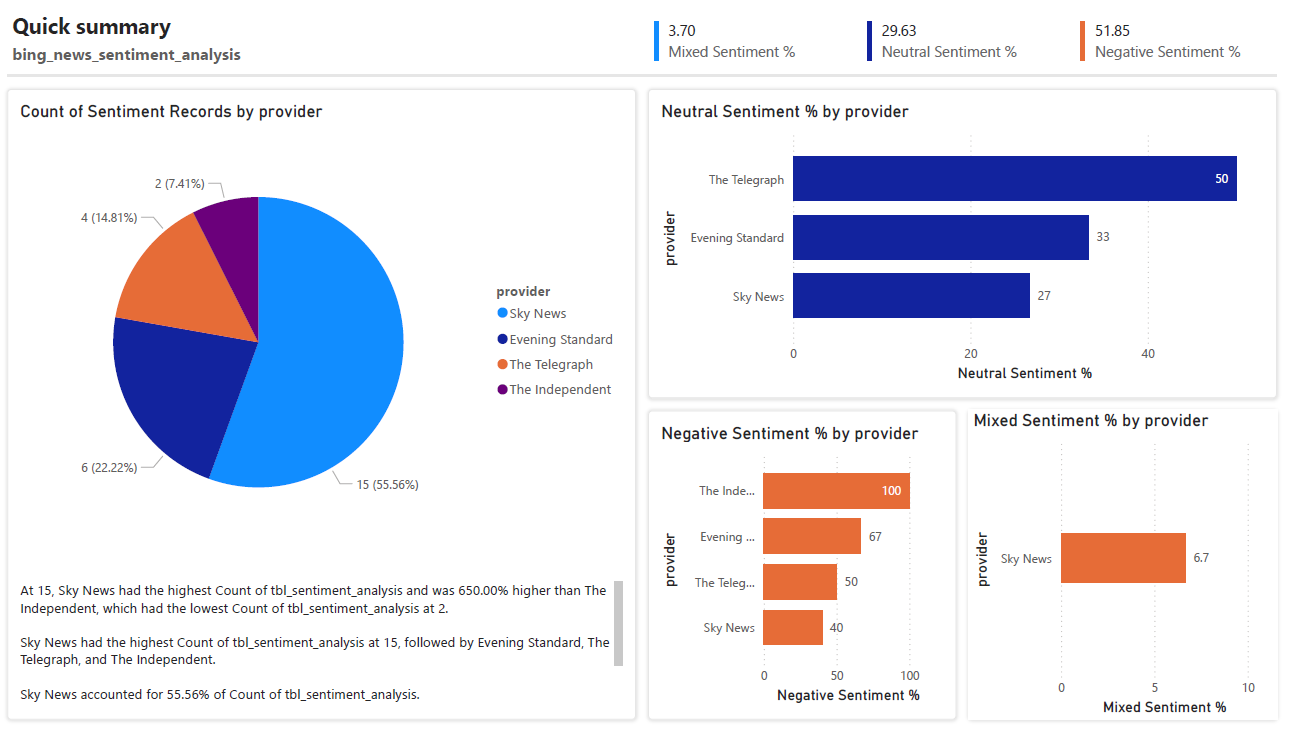 Quick summary
bing_news_sentiment_analysis
3.70
Mixed Sentiment %
29.63
Neutral Sentiment %
51.85
Negative Sentiment %
Count of Sentiment Records by provider
2 (7.41%)
4 (14.81%)
6 (22.22%)
15 (55.56%)
provider
Sky News
Evening Standard
The Telegraph
The Independent
At 15, Sky News had the highest Count of tbl_sentiment_analysis and was 650.00% higher than The
Independent, which had the lowest Count of tbl_sentiment_analysis at 2.
Sky News had the highest Count of tbl_sentiment_analysis at 15, followed by Evening Standard, The
Telegraph, and The Independent.
Sky News accounted for 55.56% of Count of tbl_sentiment_analysis.
Neutral Sentiment % by provider
provider
The Telegraph
50
Evening Standard
33
Sky News
27
0
20
40
Neutral Sentiment %
Negative Sentiment % by provider
provider
The Inde...
100
Evening ...
67
The Teleg...
50
Sky News
40
0
50
100
Negative Sentiment %
Mixed Sentiment % by provider
provider
Sky News
6.7
0
5
10
Mixed Sentiment %